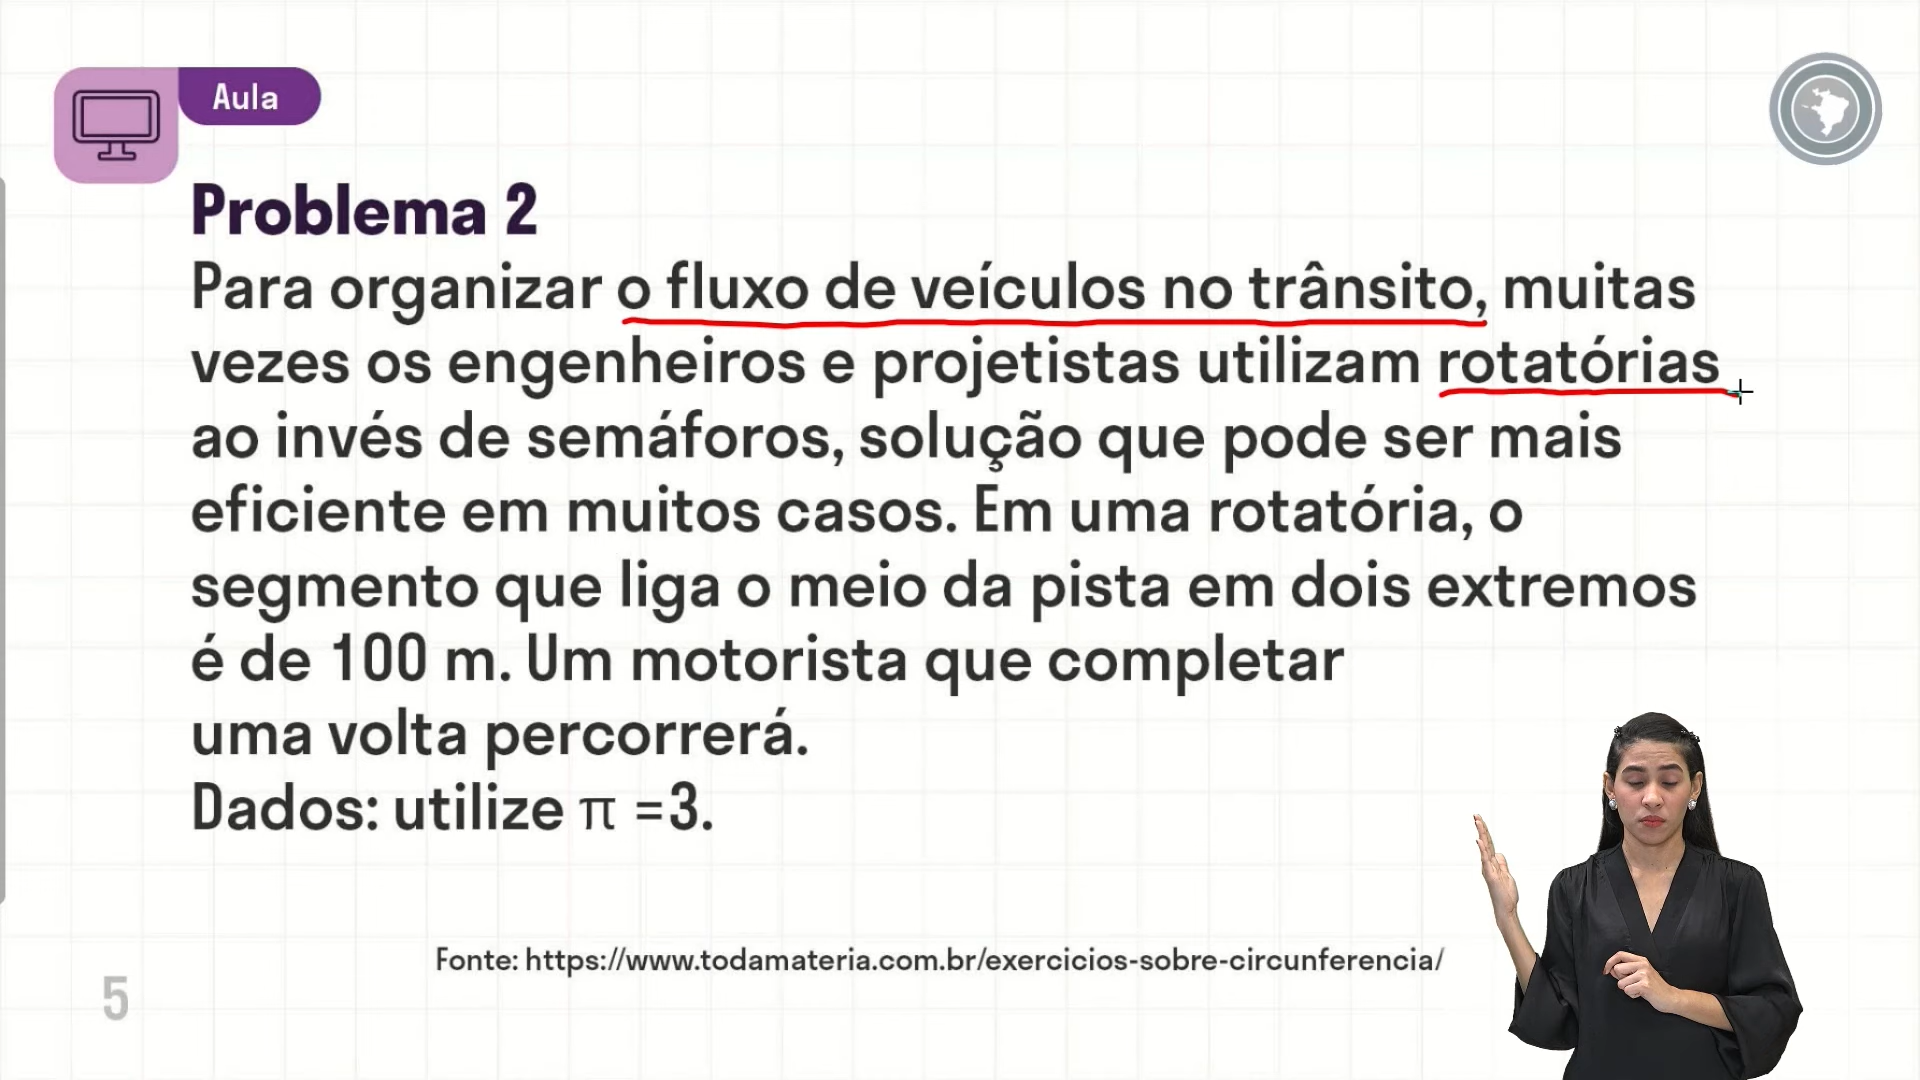 Aula
Problema 2
Para organizar o fluxo de veículos no trânsito, muitas
vezes os engenheiros e projetistas utilizam rotatórias
ao invés de semáforos, solução que pode ser mais
eficiente em muitos casos. Em uma rotatória, o
segmento que liga o meio da pista em dois extremos
é de 100 m. Um motorista que completar
uma volta percorrerá.
Dados: utilize π =3.
Fonte: https://www.todamateria.com.br/exercicios-sobre-circunferencia/
5